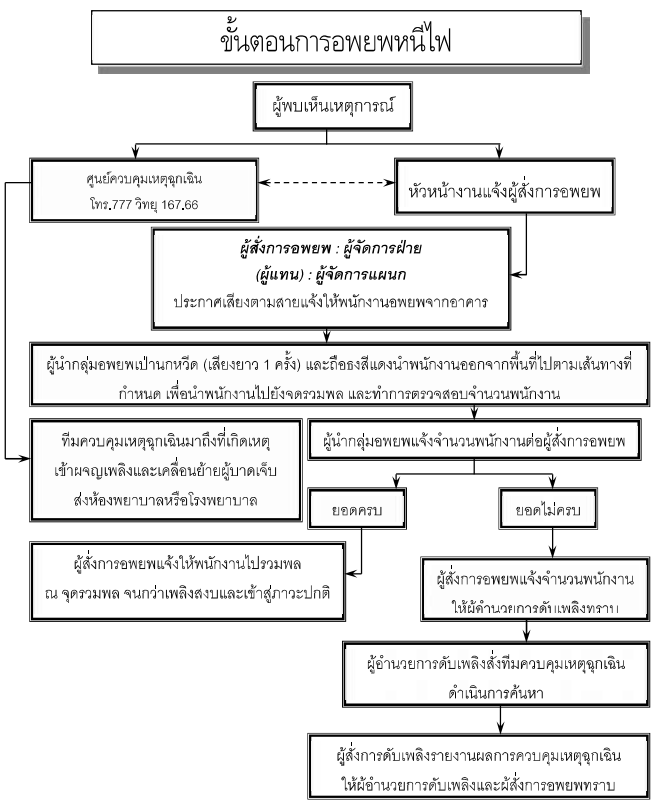 ขั้นตอนการอพยพหนีไฟ
ผู้พบเห็นเหตุการณ์
ศูนย์ควบคุมเหตุฉุกเฉิน
โทร.777 วิทยุ 167.66
หัวหน้างานแจ้งผู้สั่งการอพยพ
ผู้สั่งการอพยพ : ผู้จัดการฝ่าย
(ผู้แทน) : ผู้จัดการแผนก
ประกาศเสียงตามสายแจ้งให้พนักงานอพยพจากอาคาร
ผู้นำกลุ่มอพยพเป่านกหวีด (เสียงยาว 1 ครั้ง) และถือธงสีแดงนำพนักงานออกจากพื้นที่ไปตามเส้นทางที่
กำหนด เพื่อนำพนักงานไปยังจุดรวมพล และทำการตรวจสอบจำนวนพนักงาน
ทีมควบคุมเหตุฉุกเฉินมาถึงที่เกิดเหตุ
เข้าผจญเพลิงและเคลื่อนย้ายผู้บาดเจ็บ
ส่งห้องพยาบาลหรือโรงพยาบาล
ผู้นำกลุ่มอพยพแจ้งจำนวนพนักงานต่อผู้สั่งการอพยพ
ยอดครบ
ยอดไม่ครบ
ผู้สั่งการอพยพแจ้งให้พนักงานไปรวมพล
ณ จุดรวมพล จนกว่าเพลิงสงบและเข้าสู่ภาวะปกติ
ผู้สั่งการอพยพแจ้งจำนวนพนักงาน
ให้ผู้อำนวยการดับเพลิงทราบ
ผู้อำนวยการดับเพลิงสั่งทีมควบคุมเหตุฉุกเฉิน
ดำเนินการค้นหา
ผู้สั่งการดับเพลิงรายงานผลการควบคุมเหตุฉุกเฉิน
ให้ผู้อำนวยการดับเพลิงและผู้สั่งการอพยพทราบ